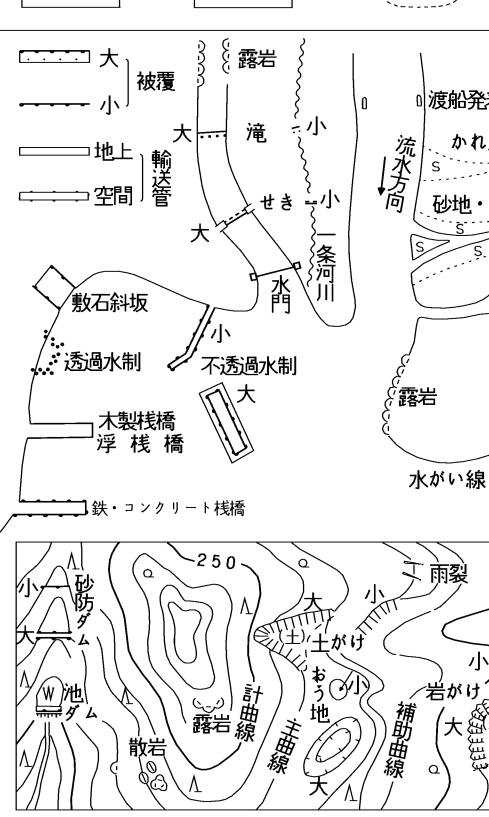 大
小
被覆
地上
空間
輸送管
露岩
大
滝
小
せき
小
大
水門
一条河川
流水方向
渡船発
かれ
S
砂地・
S
S
S
敷石斜坂
透過水制
小
不透過水制
大
露岩
木製桟橋
浮桟橋
水がい線
鉄・コンクリート桟橋
250
小
砂防ダム
大
W
池
ダム
散岩
露岩
計曲線
主曲線
大
小
(土)
土がけ
おう地
小
大
補助曲線
雨裂
小
岩がけ
大